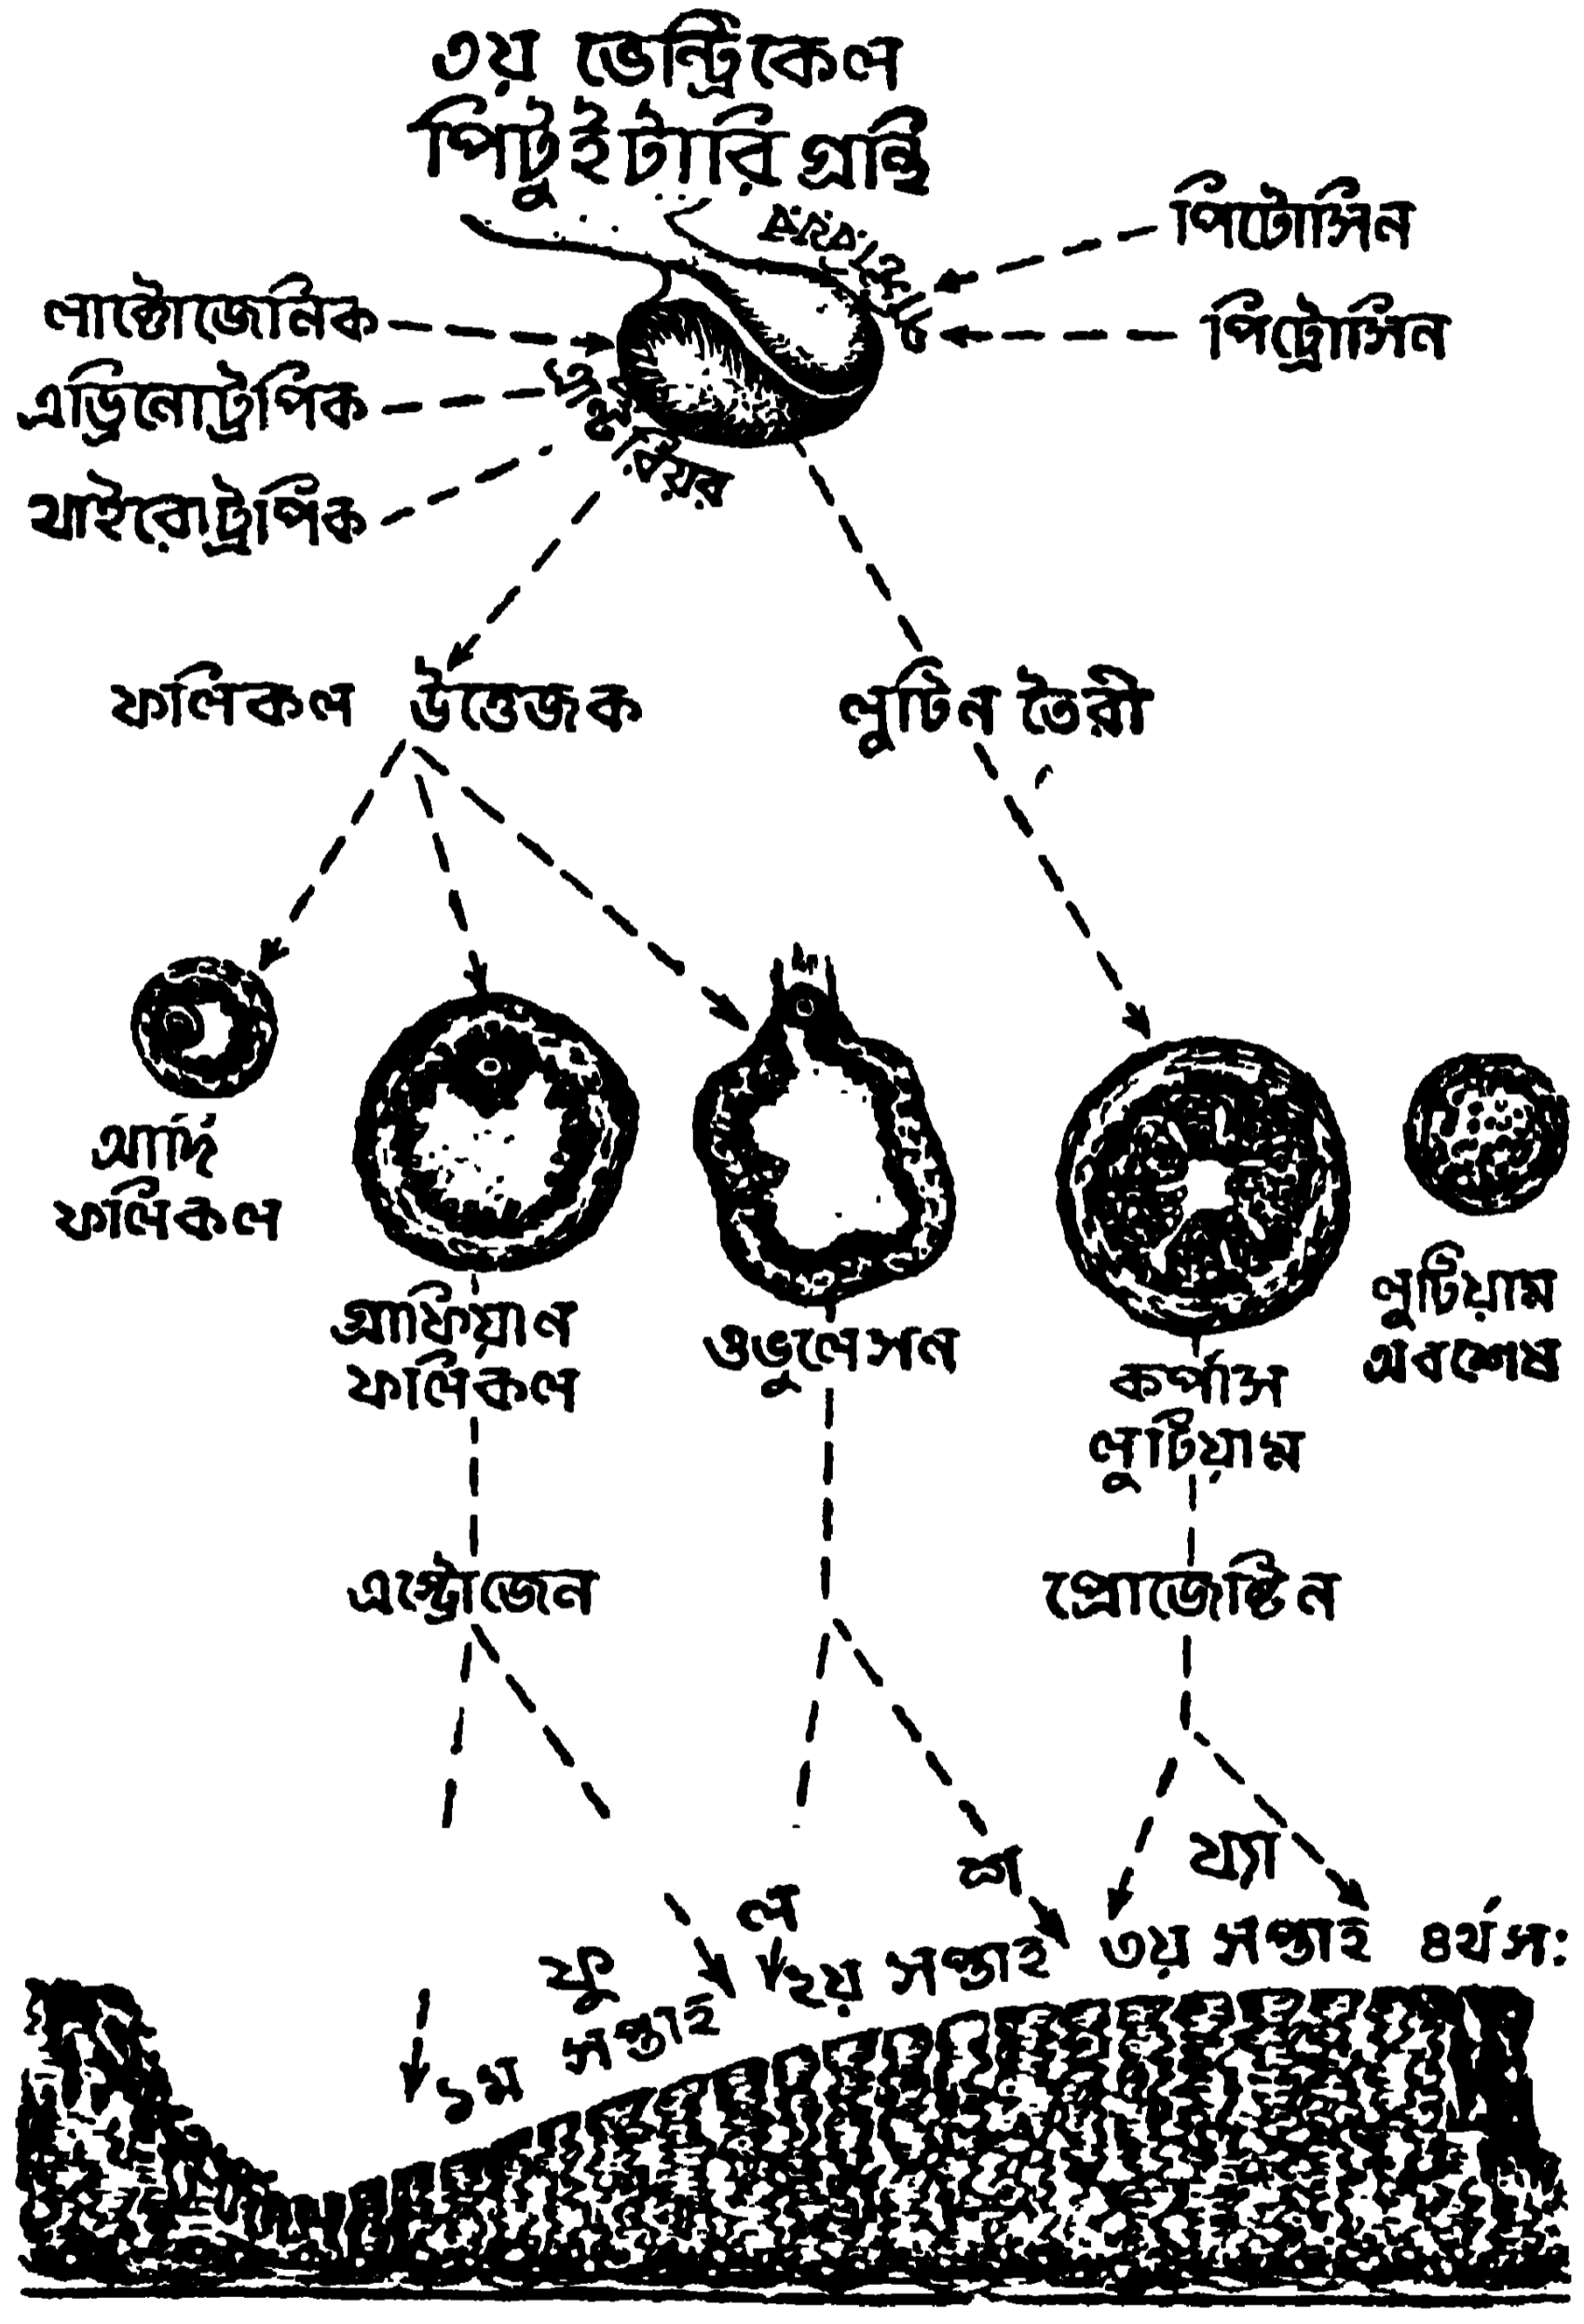 ৩য় ভেন্ট্রিকেল
পিটুইটারি গ্রন্থি
পিটোসিন
লাক্টোজেনিক
পিট্রোসিন
এড্রিনোট্রপিক
থাইরোট্রপিক
ফলিকল উত্তেজক
লুটিন তৈরী
আদি
ফলিকল
গ্রাফিয়ান
ফলিকল
ওভুলেসন
কর্পাস
লুটিয়াম
লুটিয়াম
অবশেষ
এস্ট্রোজেন
প্রোজেষ্টিন
ফু ল শ য্যা
১ম সপ্তাহ ২য় সপ্তাহ ৩য় সপ্তাহ ৪র্থ সঃ